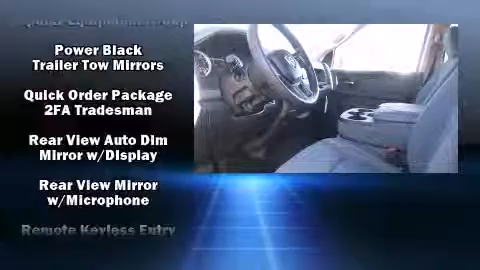 Power Black
Trailer Tow Mirrors
Quick Order Package
2FA Tradesman
Rear View Auto Dim
Mirror w/Display
Rear View Mirror
w/Microphone
Remote Keyless Entry